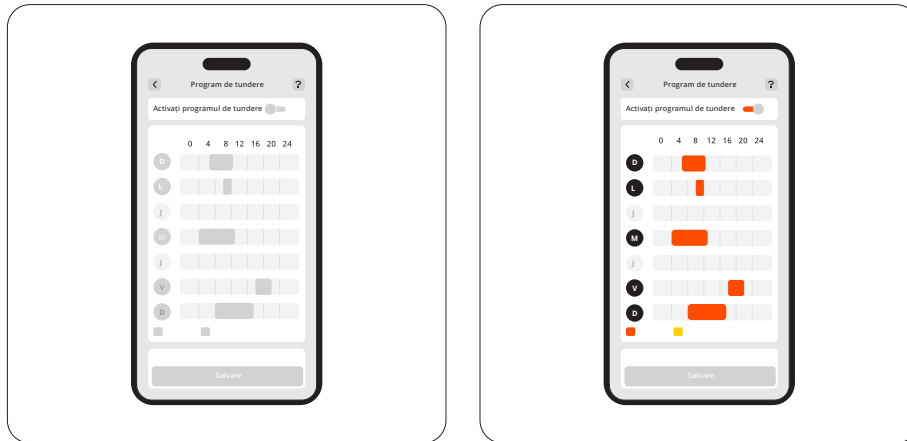 Program de tundere ?
Activați programul de tundere
0 4 8 12 16 20 24
D
L
J
M
J
V
D
Salvare
Program de tundere ?
Activați programul de tundere
0 4 8 12 16 20 24
D
L
J
M
J
V
D
Salvare